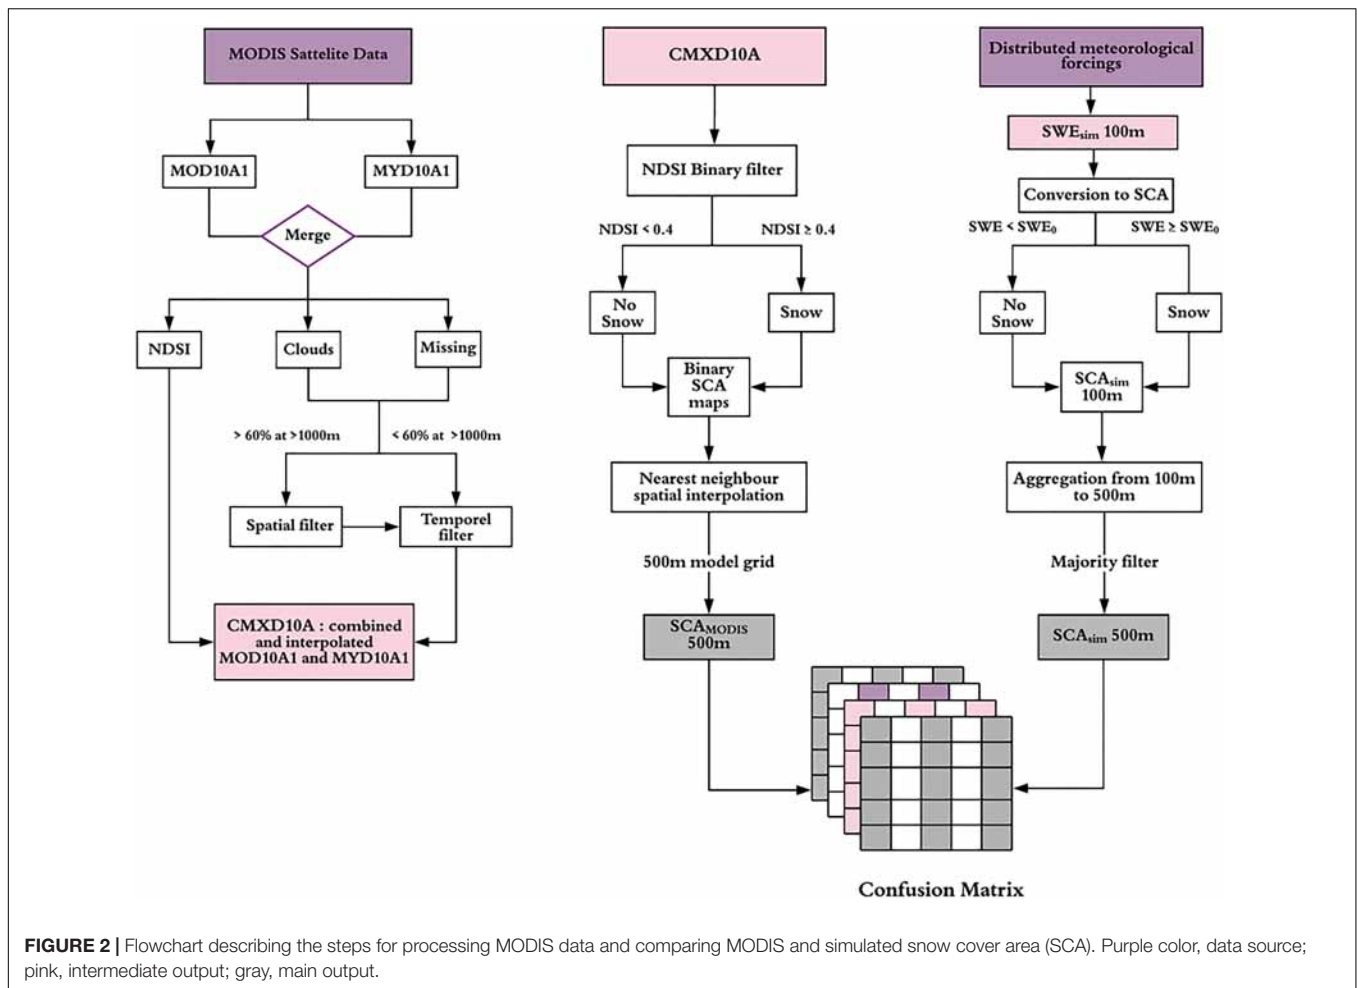 MODIS Sattelite Data
MOD10A1
MYD10A1
Merge
NDSI
Clouds
Missing
> 60% at >1000m
< 60% at >1000m
Spatial filter
Temporel
filter
CMXD10A : combined
and interpolated
MOD10A1 and MYD10A1
CMXD10A
NDSI Binary filter
NDSI < 0.4
NDSI ≥ 0.4
No
Snow
Snow
Binary
SCA
maps
Nearest neighbour
spatial interpolation
500m model grid
SCAMODIS
500m
Distributed meteorological
forcings
SWEsim 100m
Conversion to SCA
SWE < SWE0
SWE ≥ SWE0
No
Snow
Snow
SCAsim
100m
Aggregation from 100m
to 500m
Majority filter
SCAsim 500m
Confusion Matrix
FIGURE 2 | Flowchart describing the steps for processing MODIS data and comparing MODIS and simulated snow cover area (SCA). Purple color, data source;
pink, intermediate output; gray, main output.